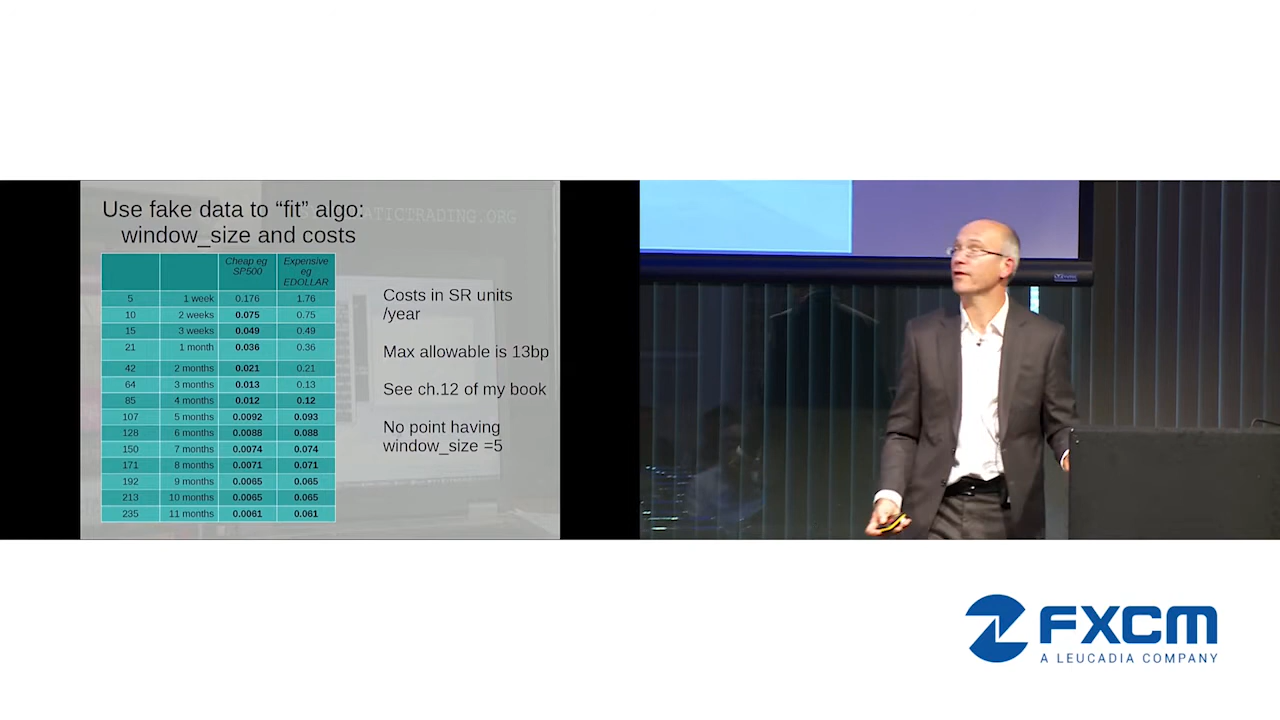 Use fake data to “fit” algo:
window_size and costs
ATICTRADING.ORG
Cheap eg SP500 Expensive eg EDOLLAR
5 1 week 0.176 1.76
10 2 weeks 0.075 0.75
15 3 weeks 0.049 0.49
21 1 month 0.036 0.36
42 2 months 0.021 0.21
64 3 months 0.013 0.13
85 4 months 0.012 0.12
107 5 months 0.0092 0.093
128 6 months 0.0088 0.088
150 7 months 0.0074 0.074
171 8 months 0.0071 0.071
192 9 months 0.0065 0.065
213 10 months 0.0065 0.065
235 11 months 0.0061 0.061
Costs in SR units
/year
Max allowable is 13bp
See ch.12 of my book
No point having
window_size =5
FXCM
A LEUCADIA COMPANY